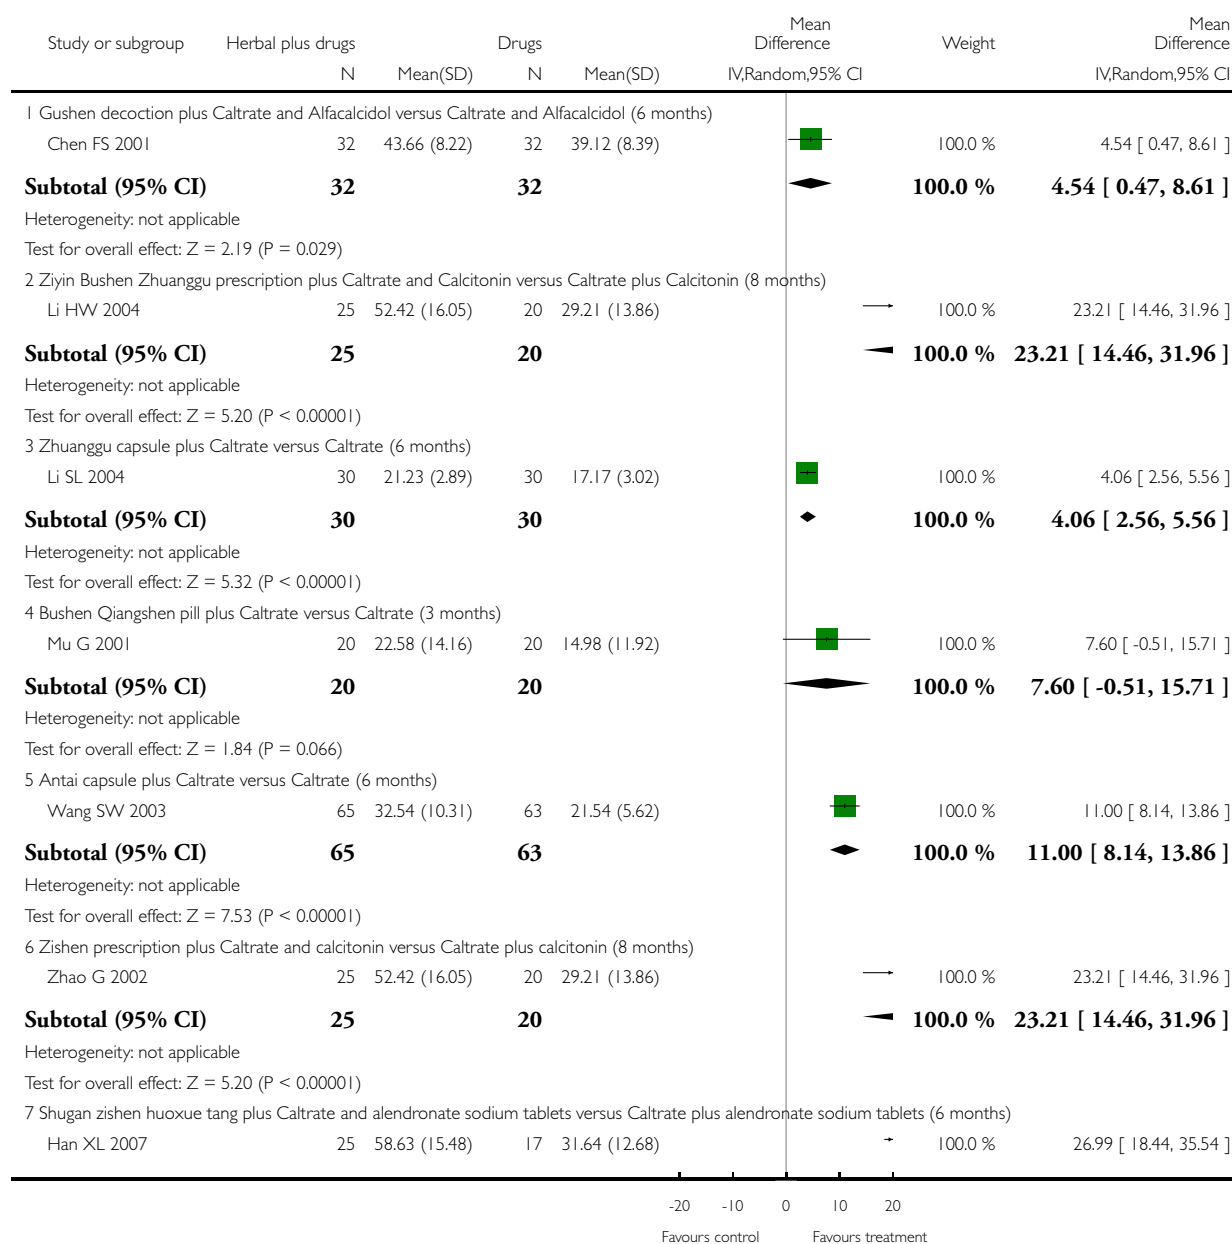 Study or subgroup Herbal plus drugs Drugs Mean Difference Weight Mean Difference
N Mean(SD) N Mean(SD) IV,Random,95% CI IV,Random,95% CI
1 Gushen decoction plus Caltrate and Alfacalcidol versus Caltrate and Alfacalcidol (6 months)
Chen FS 2001 32 43.66 (8.22) 32 39.12 (8.39) 100.0 % 4.54 [ 0.47, 8.61 ]
Subtotal (95% CI) 32 32 100.0 % 4.54 [ 0.47, 8.61 ]
Heterogeneity: not applicable
Test for overall effect: Z = 2.19 (P = 0.029)
2 Ziyin Bushen Zhuanggu prescription plus Caltrate and Calcitonin versus Caltrate plus Calcitonin (8 months)
Li HW 2004 25 52.42 (16.05) 20 29.21 (13.86) 100.0 % 23.21 [ 14.46, 31.96 ]
Subtotal (95% CI) 25 20 100.0 % 23.21 [ 14.46, 31.96 ]
Heterogeneity: not applicable
Test for overall effect: Z = 5.20 (P < 0.00001)
3 Zhuanggu capsule plus Caltrate versus Caltrate (6 months)
Li SL 2004 30 21.23 (2.89) 30 17.17 (3.02) 100.0 % 4.06 [ 2.56, 5.56 ]
Subtotal (95% CI) 30 30 100.0 % 4.06 [ 2.56, 5.56 ]
Heterogeneity: not applicable
Test for overall effect: Z = 5.32 (P < 0.00001)
4 Bushen Qiangshen pill plus Caltrate versus Caltrate (3 months)
Mu G 2001 20 22.58 (14.16) 20 14.98 (11.92) 100.0 % 7.60 [ -0.51, 15.71 ]
Subtotal (95% CI) 20 20 100.0 % 7.60 [ -0.51, 15.71 ]
Heterogeneity: not applicable
Test for overall effect: Z = 1.84 (P = 0.066)
5 Antai capsule plus Caltrate versus Caltrate (6 months)
Wang SW 2003 65 32.54 (10.31) 63 21.54 (5.62) 100.0 % 11.00 [ 8.14, 13.86 ]
Subtotal (95% CI) 65 63 100.0 % 11.00 [ 8.14, 13.86 ]
Heterogeneity: not applicable
Test for overall effect: Z = 7.53 (P < 0.00001)
6 Zishen prescription plus Caltrate and calcitonin versus Caltrate plus calcitonin (8 months)
Zhao G 2002 25 52.42 (16.05) 20 29.21 (13.86) 100.0 % 23.21 [ 14.46, 31.96 ]
Subtotal (95% CI) 25 20 100.0 % 23.21 [ 14.46, 31.96 ]
Heterogeneity: not applicable
Test for overall effect: Z = 5.20 (P < 0.00001)
7 Shugan zishen huoxue tang plus Caltrate and alendronate sodium tablets versus Caltrate plus alendronate sodium tablets (6 months)
Han XL 2007 25 58.63 (15.48) 17 31.64 (12.68) 100.0 % 26.99 [ 18.44, 35.54 ]
-20 -10 0 10 20
Favours control Favours treatment